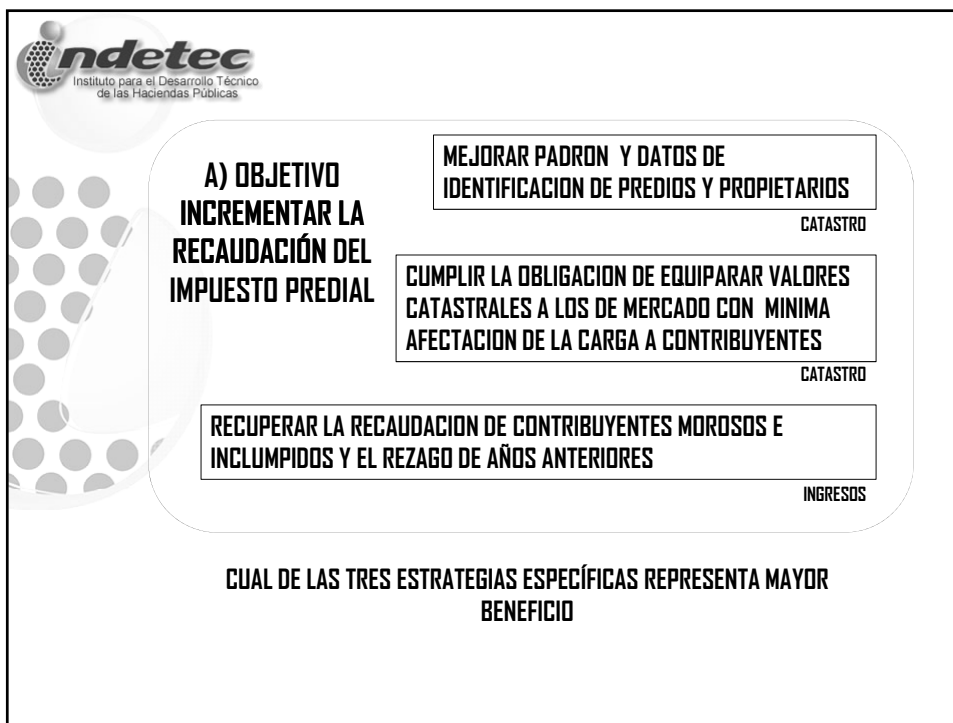 indetec
Instituto para el Desarrollo Técnico
de las Haciendas Públicas
A) OBJETIVO
INCREMENTAR LA
RECAUDACIÓN DEL
IMPUESTO PREDIAL
MEJORAR PADRON Y DATOS DE
IDENTIFICACION DE PREDIOS Y PROPIETARIOS
CATASTRO
CUMPLIR LA OBLIGACION DE EQUIPARAR VALORES
CATASTRALES A LOS DE MERCADO CON MINIMA
AFECTACION DE LA CARGA A CONTRIBUYENTES
CATASTRO
RECUPERAR LA RECAUDACION DE CONTRIBUYENTES MOROSOS E
INCLUMPIDOS Y EL REZAGO DE AÑOS ANTERIORES
INGRESOS
CUAL DE LAS TRES ESTRATEGIAS ESPECÍFICAS REPRESENTA MAYOR
BENEFICIO